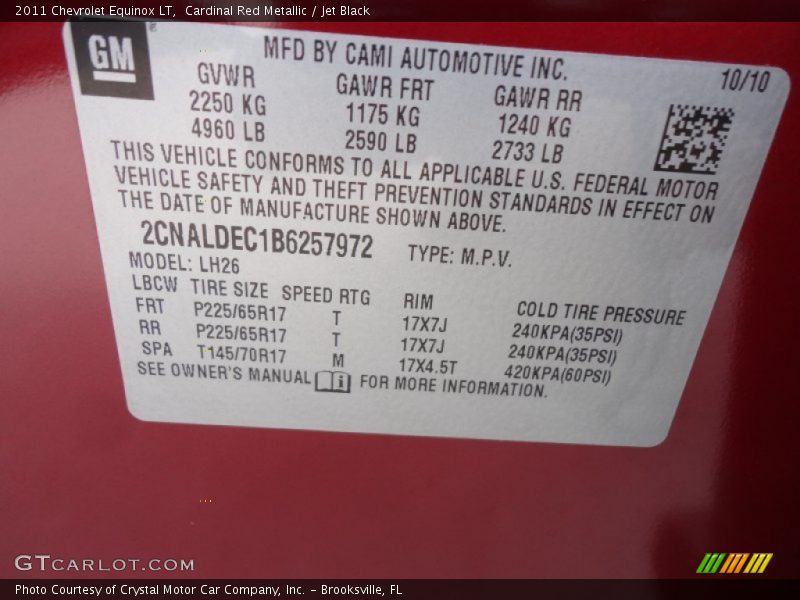 2011 Chevrolet Equinox LT, Cardinal Red Metallic / Jet Black
GM ®
MFD BY CAMI AUTOMOTIVE INC. 10/10
GVWR GAWR FRT GAWR RR
2250 KG 1175 KG 1240 KG
4960 LB 2590 LB 2733 LB
THIS VEHICLE CONFORMS TO ALL APPLICABLE U.S. FEDERAL MOTOR
VEHICLE SAFETY AND THEFT PREVENTION STANDARDS IN EFFECT ON
THE DATE OF MANUFACTURE SHOWN ABOVE.
2CNALDEC1B6257972 TYPE: M.P.V.
MODEL: LH26
LBCW TIRE SIZE SPEED RTG RIM COLD TIRE PRESSURE
FRT P225/65R17 T 17X7J 240KPA(35PSI)
RR P225/65R17 T 17X7J 240KPA(35PSI)
SPA T145/70R17 M 17X4.5T 420KPA(60PSI)
SEE OWNER'S MANUAL i FOR MORE INFORMATION.
GTCARLOT.COM
Photo Courtesy of Crystal Motor Car Company, Inc. – Brooksville, FL